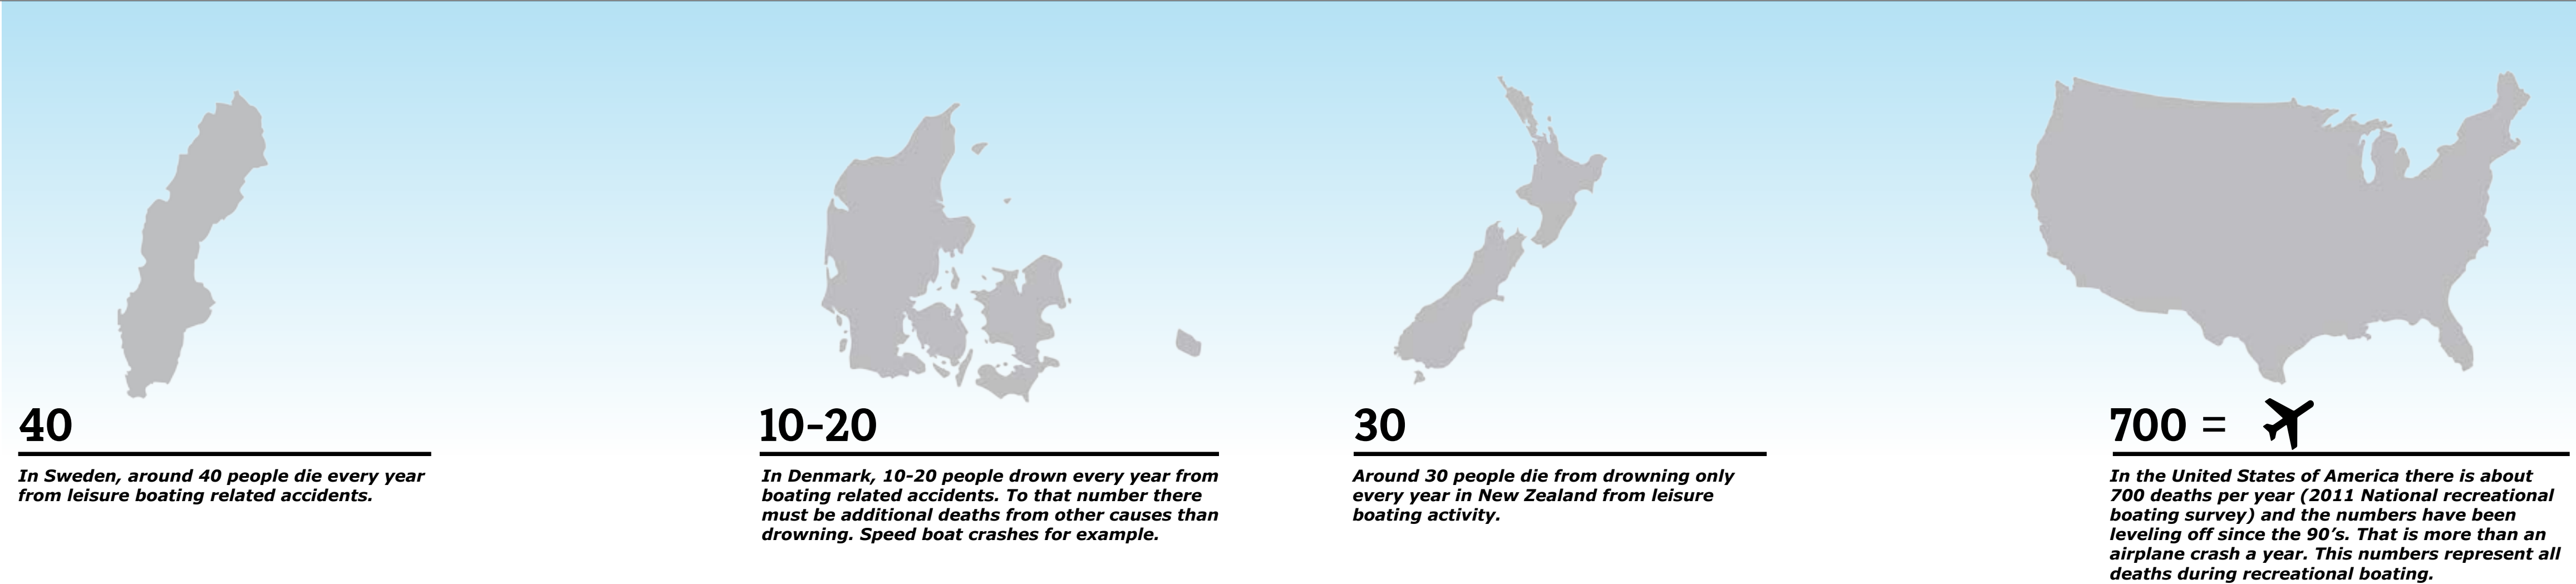 40
In Sweden, around 40 people die every year
from leisure boating related accidents.
10-20
In Denmark, 10-20 people drown every year from
boating related accidents. To that number there
must be additional deaths from other causes than
drowning. Speed boat crashes for example.
30
Around 30 people die from drowning only
every year in New Zealand from leisure
boating activity.
700 =
In the United States of America there is about
700 deaths per year (2011 National recreational
boating survey) and the numbers have been
leveling off since the 90’s. That is more than an
airplane crash a year. This numbers represent all
deaths during recreational boating.